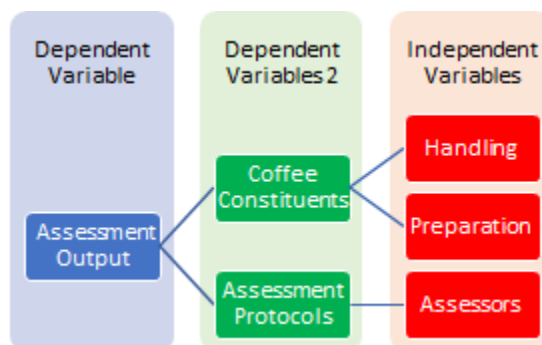 Dependent
Variable
Dependent
Variables 2
Independent
Variables
Assessment
Output
Coffee
Constituents
Assessment
Protocols
Handling
Preparation
Assessors